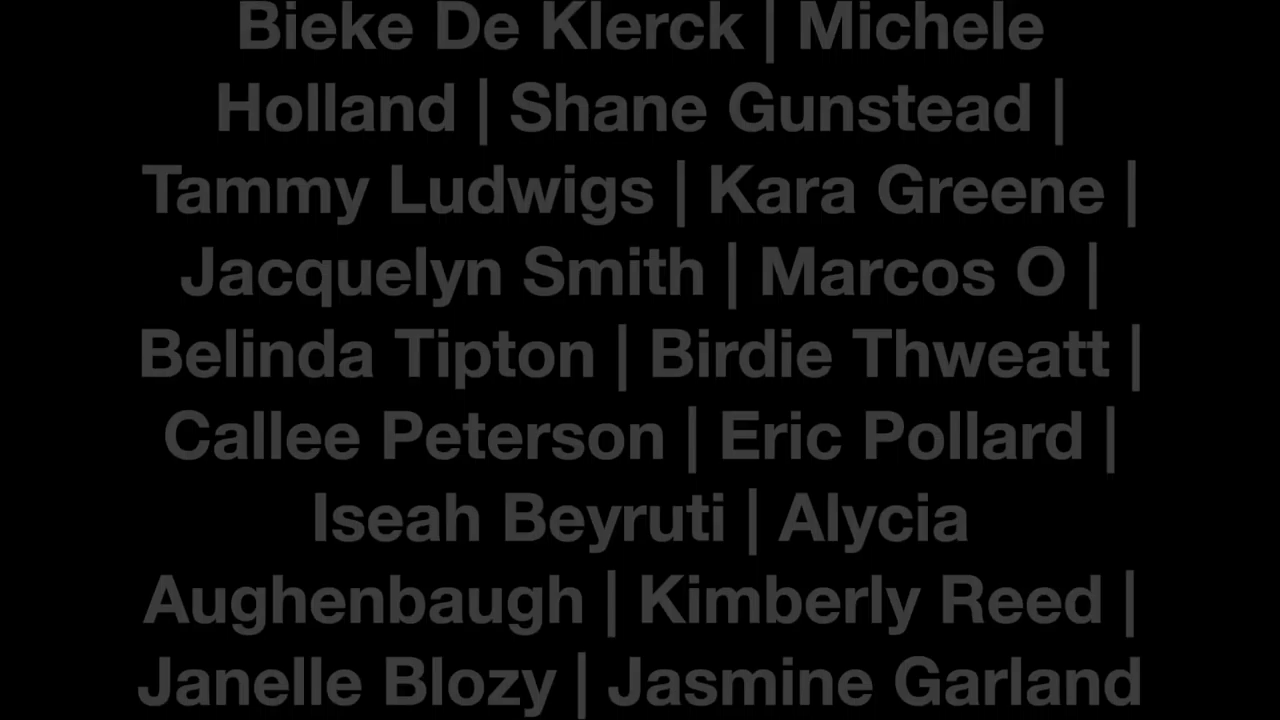 Bieke De Klerck | Michele
Holland | Shane Gunstead |
Tammy Ludwigs | Kara Greene |
Jacquelyn Smith | Marcos O |
Belinda Tipton | Birdie Thweatt |
Callee Peterson | Eric Pollard |
Iseah Beyruti | Alycia
Aughenbaugh | Kimberly Reed |
Janelle Blozy | Jasmine Garland